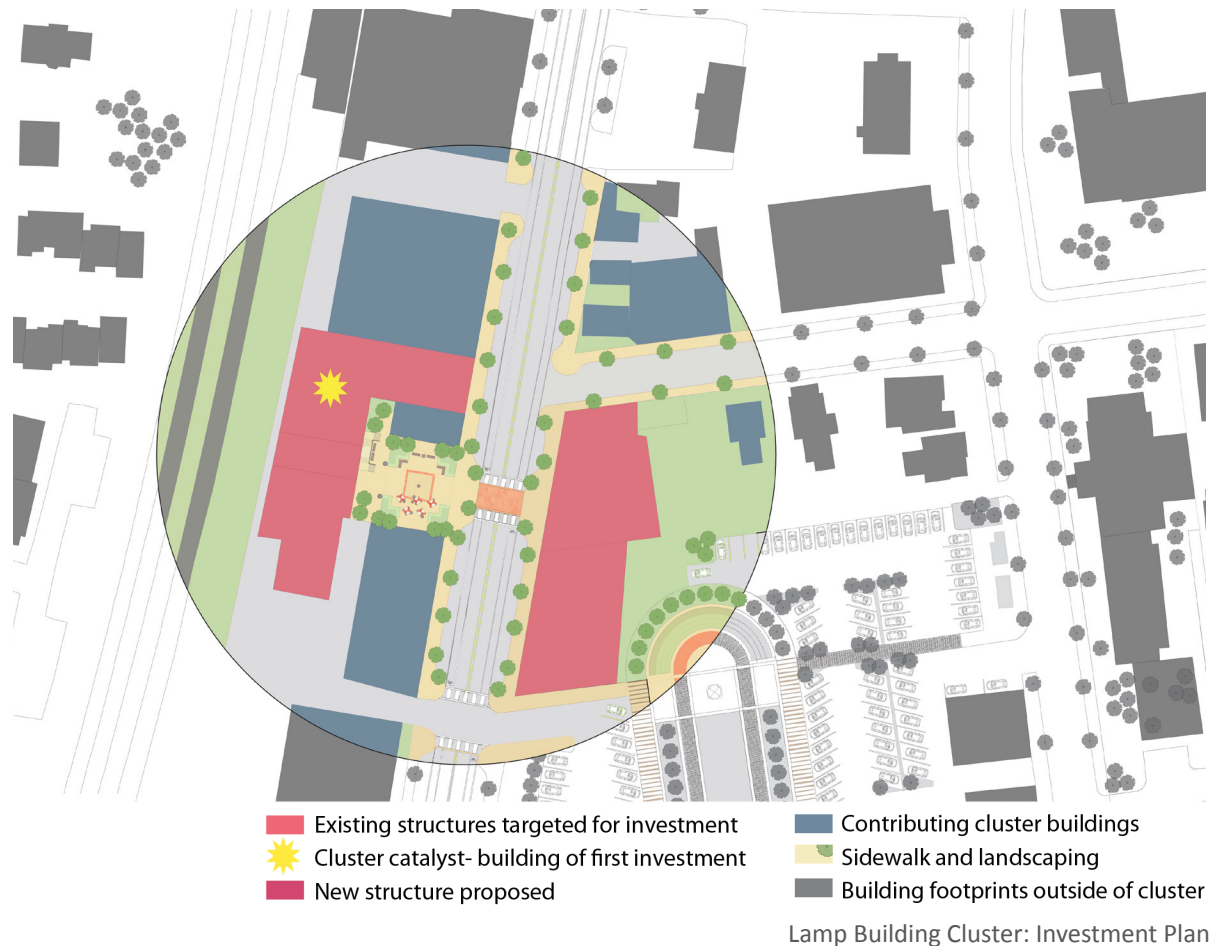 Existing structures targeted for investment
Cluster catalyst- building of first investment
New structure proposed
Contributing cluster buildings
Sidewalk and landscaping
Building footprints outside of cluster
Lamp Building Cluster: Investment Plan